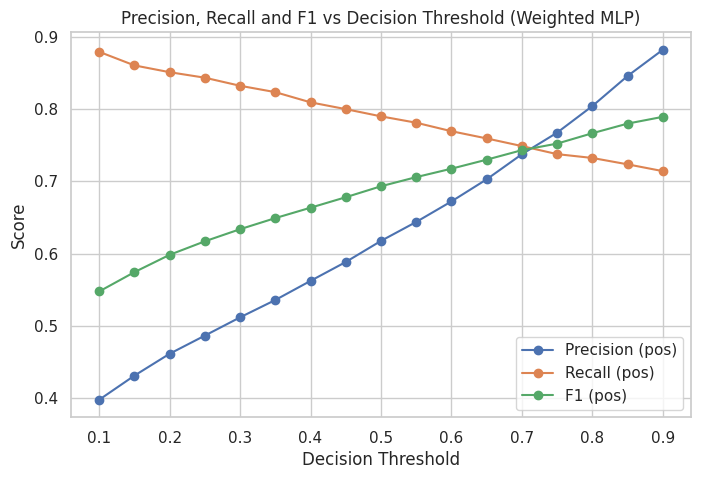 Precision, Recall and F1 vs Decision Threshold (Weighted MLP)
0.9
0.8
0.7
0.6
0.5
0.4
Score
Precision (pos)
Recall (pos)
F1 (pos)
0.1 0.2 0.3 0.4 0.5 0.6 0.7 0.8 0.9
Decision Threshold